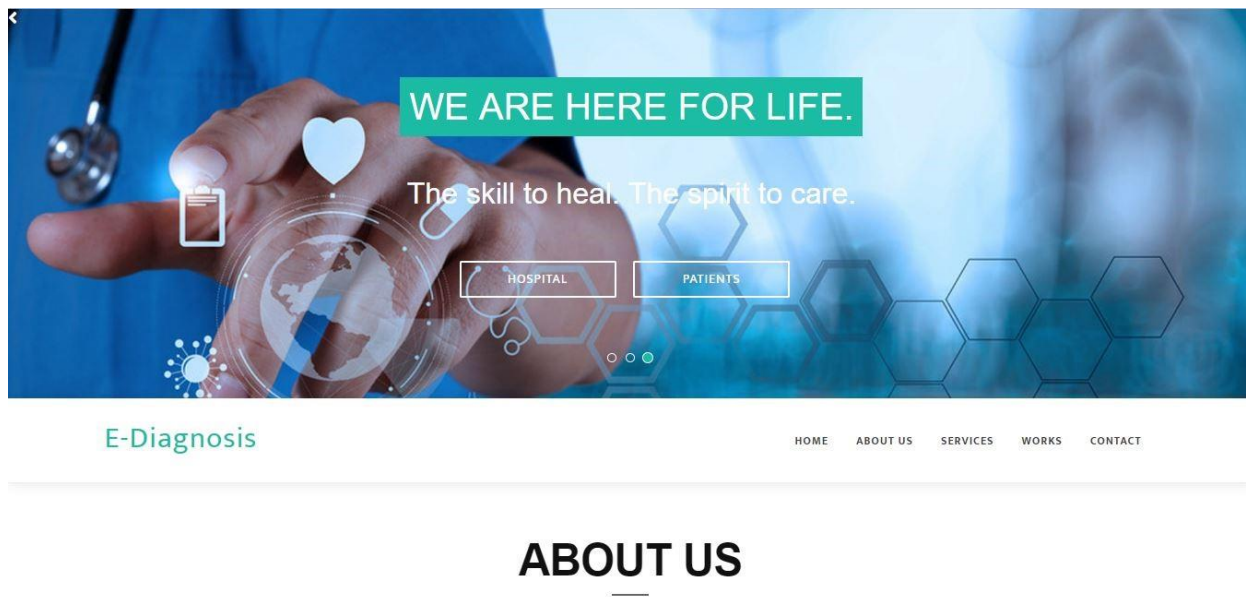 WE ARE HERE FOR LIFE.
The skill to heal. The spirit to care.
HOSPITAL PATIENTS
E-Diagnosis
HOME ABOUT US SERVICES WORKS CONTACT
ABOUT US